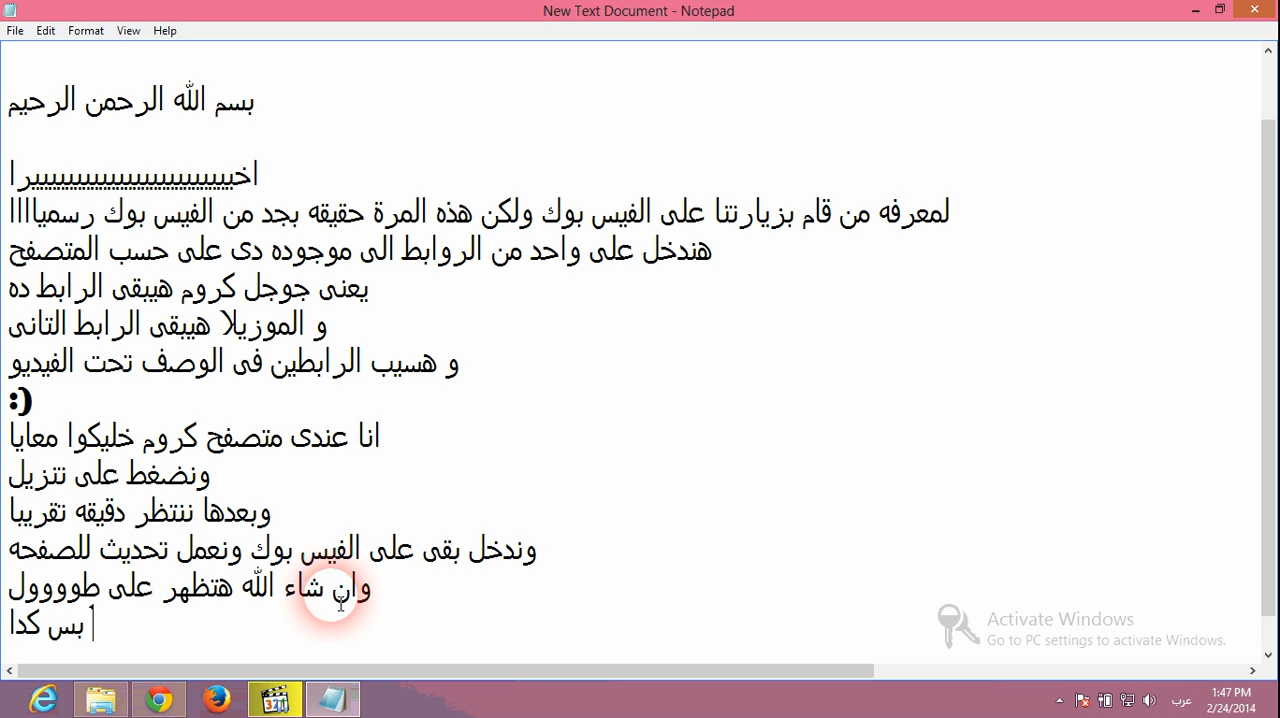 New Text Document - Notepad
File Edit Format View Help
بسم الله الرحمن الرحيم
اخييييييييييييييييييييييييرا
لمعرفه من قام بزيارتنا على الفيس بوك ولكن هذه المرة حقيقه بجد من الفيس بوك رسمياااا
هندخل على واحد من الروابط الى موجوده دى على حسب المتصفح
يعنى جوجل كروم هيبقى الرابط ده
و الموزيلا هيبقى الرابط التانى
و هسيب الرابطين فى الوصف تحت الفيديو
:)
انا عندى متصفح كروم خليكوا معايا
ونضغط على تنزيل
وبعدها ننتظر دقيقه تقريبا
وندخل بقى على الفيس بوك ونعمل تحديث للصفحه
وان شاء الله هتظهر على طوووول
بس كدا
Activate Windows
Go to PC settings to activate Windows.
321
عرب
1:47 PM
2/24/2014